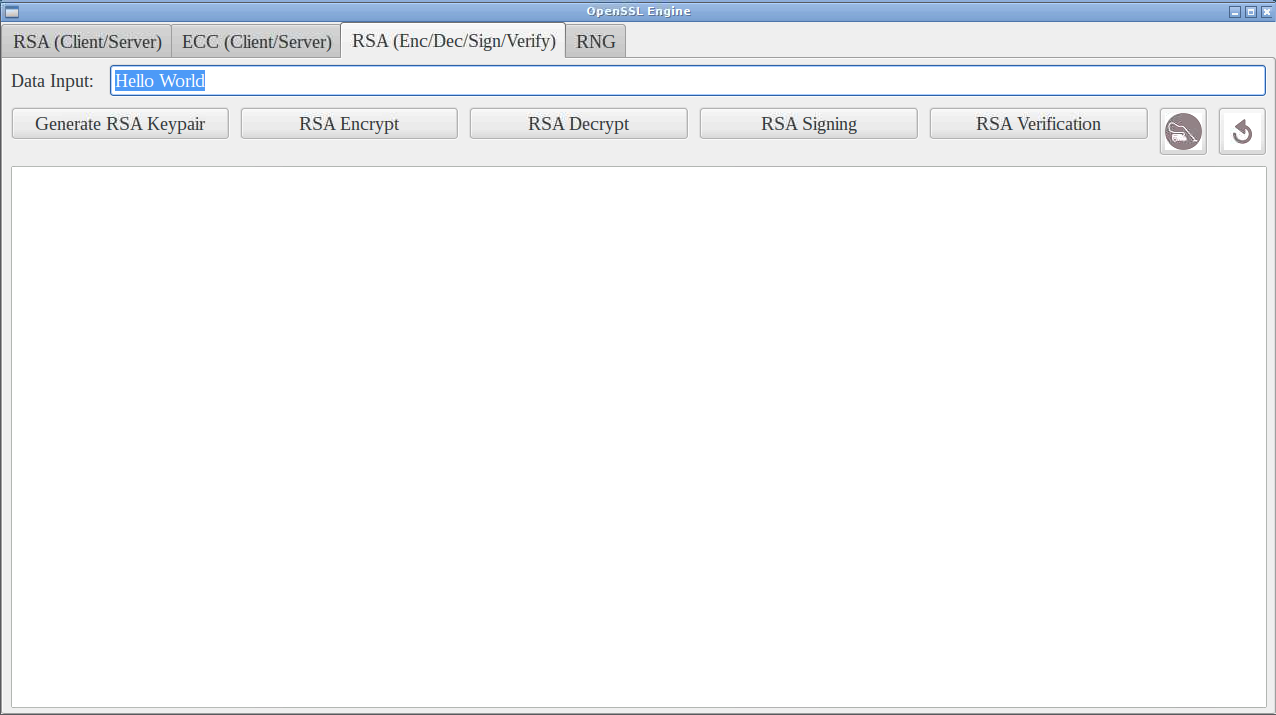 OpenSSL Engine
RSA (Client/Server) ECC (Client/Server) RSA (Enc/Dec/Sign/Verify) RNG
Data Input: Hello World
Generate RSA Keypair RSA Encrypt RSA Decrypt RSA Signing RSA Verification